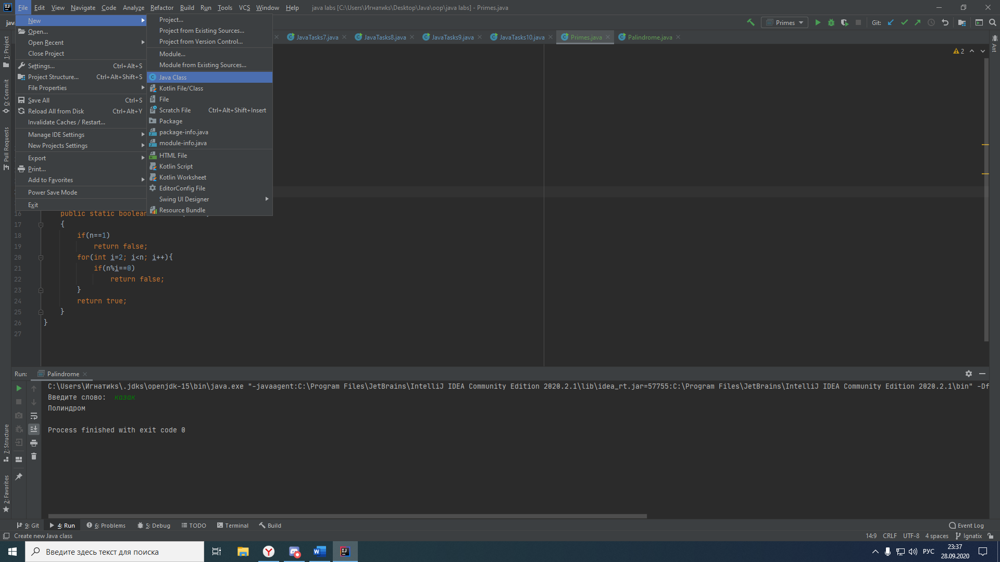 File Edit View Navigate Code Analyze Refactor Build Run Tools VCS Window Help java labs [C:\Users\Игнатиks\Desktop\Java\oop\java labs] - Primes.java
Primes Git:
JavaTasks7.java JavaTasks8.java JavaTasks9.java JavaTasks10.java Primes.java Palindrome.java
2
New
Open...
Open Recent
Close Project
Settings... Ctrl+Alt+S
Project Structure... Ctrl+Alt+Shift+S
File Properties
Save All Ctrl+S
Reload All from Disk Ctrl+Alt+Y
Invalidate Caches / Restart...
Manage IDE Settings
New Projects Settings
Export
Print...
Add to Favorites
Power Save Mode
Exit
Project...
Project from Existing Sources...
Project from Version Control...
Module...
Module from Existing Sources...
Java Class
Kotlin File/Class
File
Scratch File Ctrl+Alt+Shift+Insert
Package
package-info.java
module-info.java
HTML File
Kotlin Script
Kotlin Worksheet
EditorConfig File
Swing UI Designer
Resource Bundle
1: Project
0: Commit
Pull Requests
7: Structure
2: Favorites
Ant
16 public static boolean
17 {
18 if(n==1)
19 return false;
20 for(int i=2; i<n; i++){
21 if(n%i==0)
22 return false;
23 }
24 return true;
25 }
26 }
27
Run: Palindrome
C:\Users\Игнатиks\.jdks\openjdk-15\bin\java.exe "-javaagent:C:\Program Files\JetBrains\IntelliJ IDEA Community Edition 2020.2.1\lib\idea_rt.jar=57755:C:\Program Files\JetBrains\IntelliJ IDEA Community Edition 2020.2.1\bin" -Df
Введите слово: казак
Полиндром
Process finished with exit code 0
9: Git 4: Run 6: Problems 5: Debug TODO Terminal Build Event Log
Create new Java class 14:9 CRLF UTF-8 4 spaces Ignatix
Введите здесь текст для поиска
РУС 23:37
28.09.2020